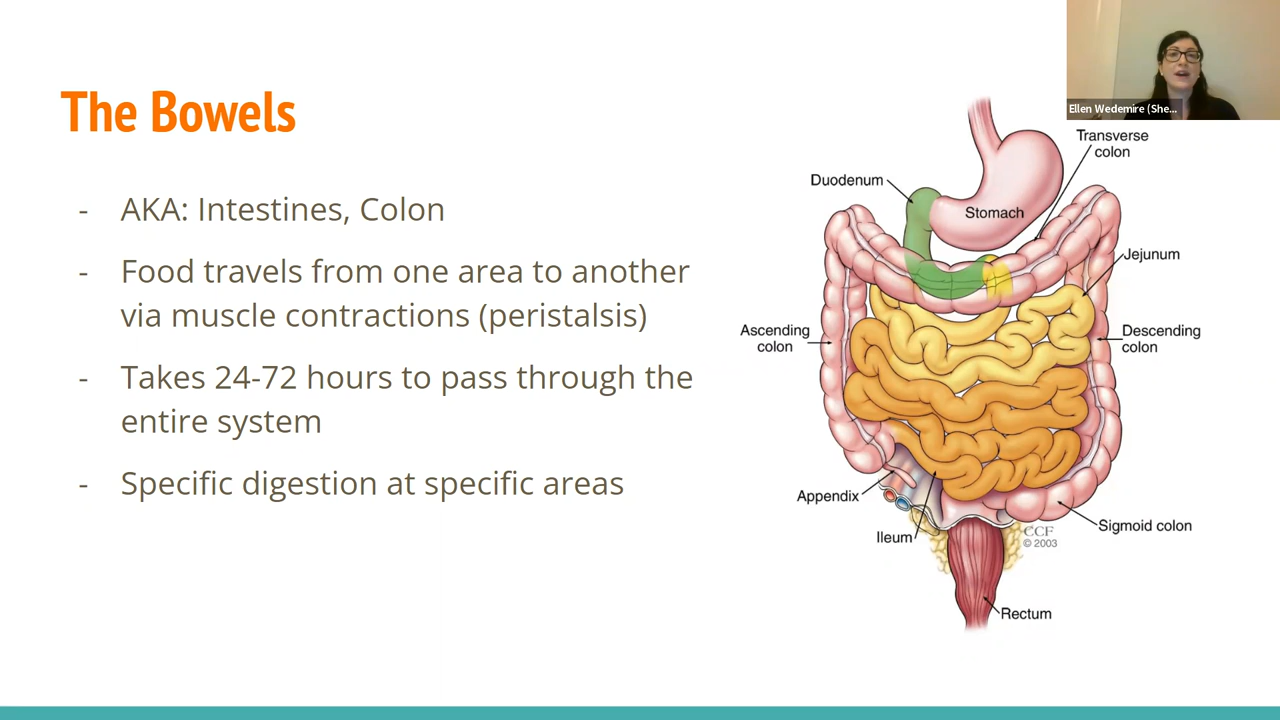 The Bowels
- AKA: Intestines, Colon
- Food travels from one area to another
via muscle contractions (peristalsis)
- Takes 24-72 hours to pass through the
entire system
- Specific digestion at specific areas
Ellen Wedemire (She...
Transverse
colon
Duodenum
Stomach
Jejunum
Ascending
colon
Descending
colon
Appendix
Ileum
Sigmoid colon
CCF
© 2003
Rectum